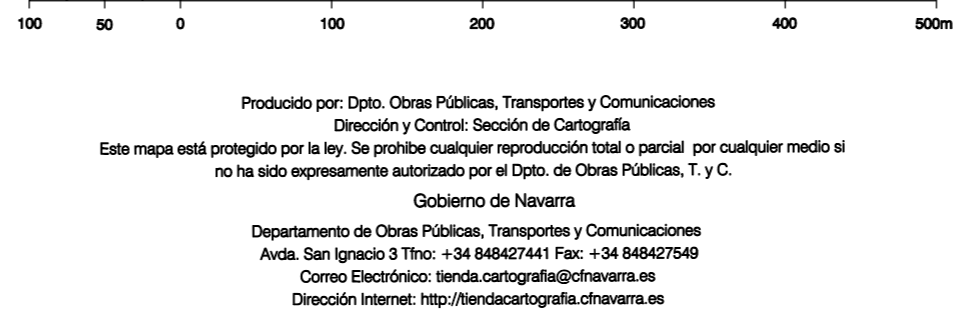 100 50 0 100 200 300 400 500m
Producido por: Dpto. Obras Públicas, Transportes y Comunicaciones
Dirección y Control: Sección de Cartografía
Este mapa está protegido por la ley. Se prohibe cualquier reproducción total o parcial por cualquier medio si
no ha sido expresamente autorizado por el Dpto. de Obras Públicas, T. y C.
Gobierno de Navarra
Departamento de Obras Públicas, Transportes y Comunicaciones
Avda. San Ignacio 3 Tfno: +34 848427441 Fax: +34 848427549
Correo Electrónico: tienda.cartografia@cfnavarra.es
Dirección Internet: http://tiendacartografia.cfnavarra.es